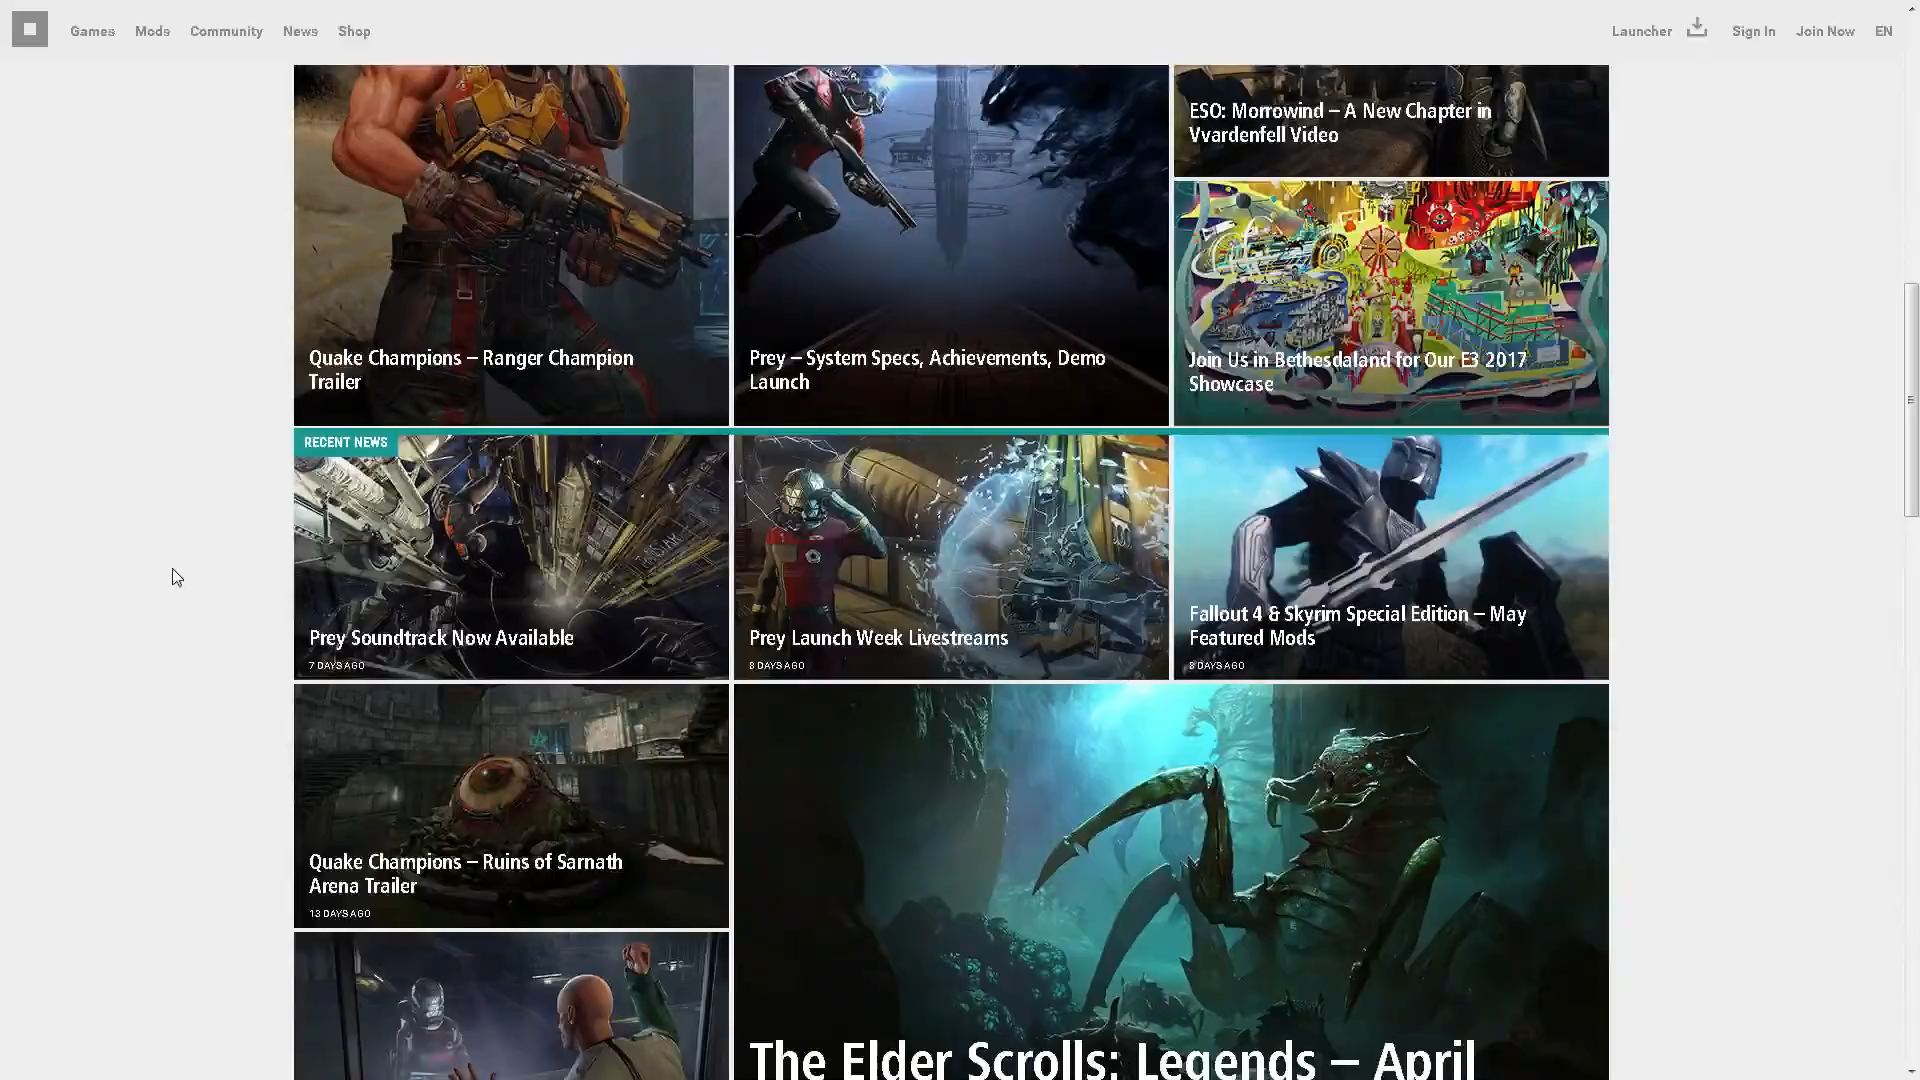 Games Mods Community News Shop Launcher Sign In Join Now EN
ESO: Morrowind – A New Chapter in
Vvardenfell Video
Quake Champions – Ranger Champion
Trailer
Prey – System Specs, Achievements, Demo
Launch
Join Us in Bethesdaland for Our E3 2017
Showcase
RECENT NEWS
Prey Soundtrack Now Available
7 DAYS AGO
Prey Launch Week Livestreams
8 DAYS AGO
Fallout 4 & Skyrim Special Edition – May
Featured Mods
8 DAYS AGO
Quake Champions – Ruins of Sarnath
Arena Trailer
13 DAYS AGO
The Elder Scrolls: Legends – April